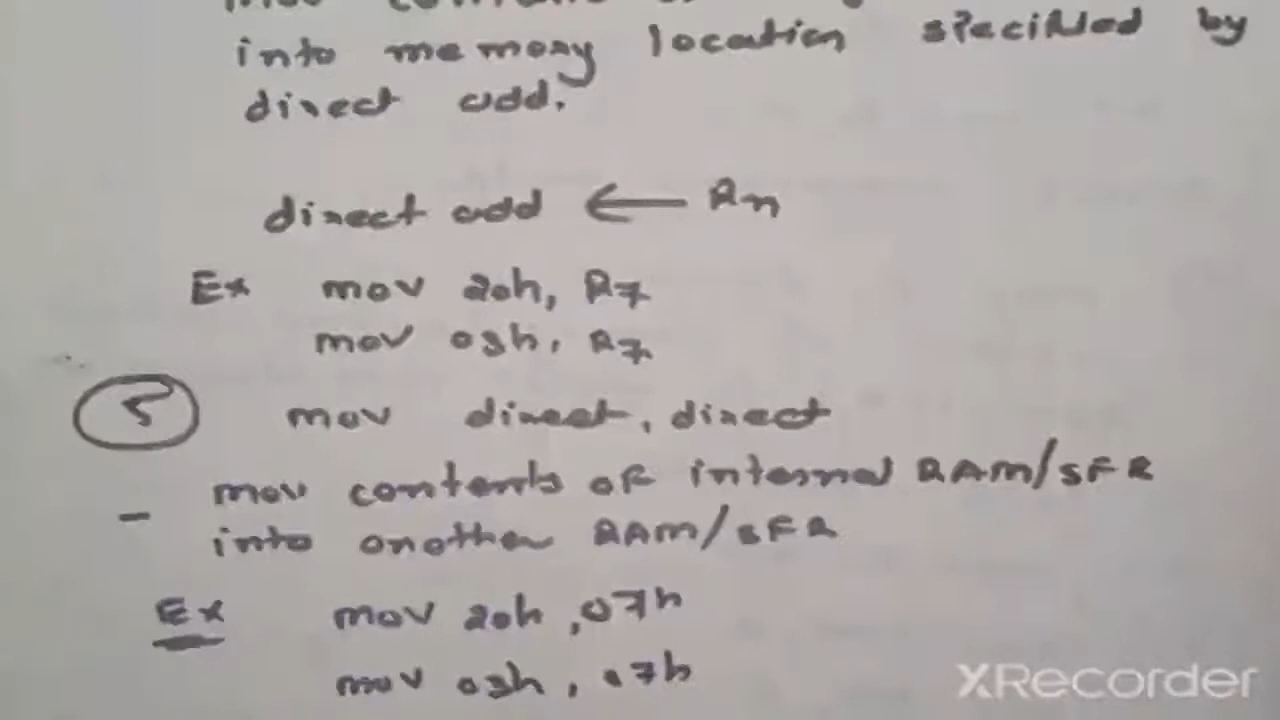 into memory location specified by
direct add.
direct add ← Rn
Ex mov 20h, R7
mov 03h, R7
5 mov direct, direct
- mov contents of internal RAM/SFR
into another RAM/SFR
Ex mov 20h, 07h
mov 03h, 07h
XRecorder